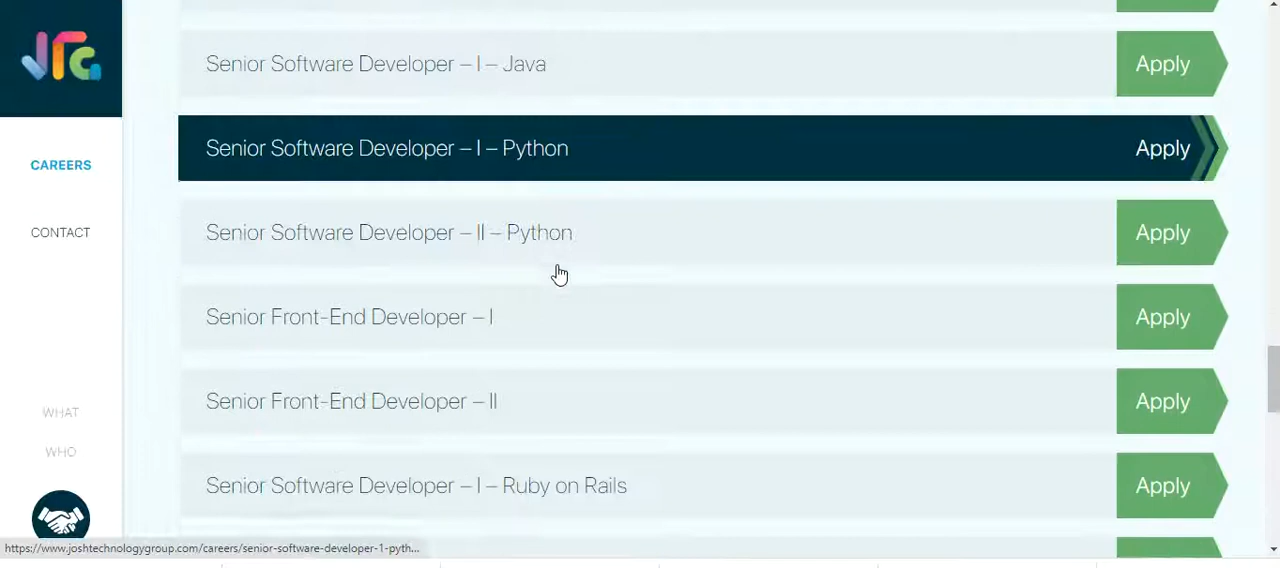 Senior Software Developer – I – Java
Apply
Senior Software Developer – I – Python
Apply
CAREERS
Senior Software Developer – II – Python
Apply
CONTACT
Senior Front-End Developer – I
Apply
Senior Front-End Developer – II
Apply
WHAT
WHO
Senior Software Developer – I – Ruby on Rails
Apply
https://www.joshtechnologygroup.com/careers/senior-software-developer-1-pyth...